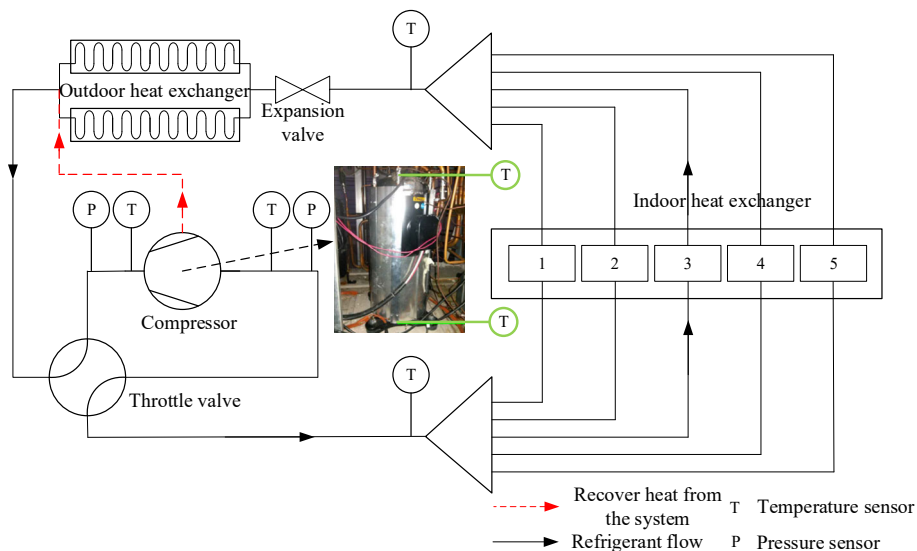 T
Outdoor heat exchanger
Expansion
valve
T
P
T
T
P
Indoor heat exchanger
1
2
3
4
5
Compressor
T
T
Throttle valve
Recover heat from
the system
T Temperature sensor
Refrigerant flow
P Pressure sensor